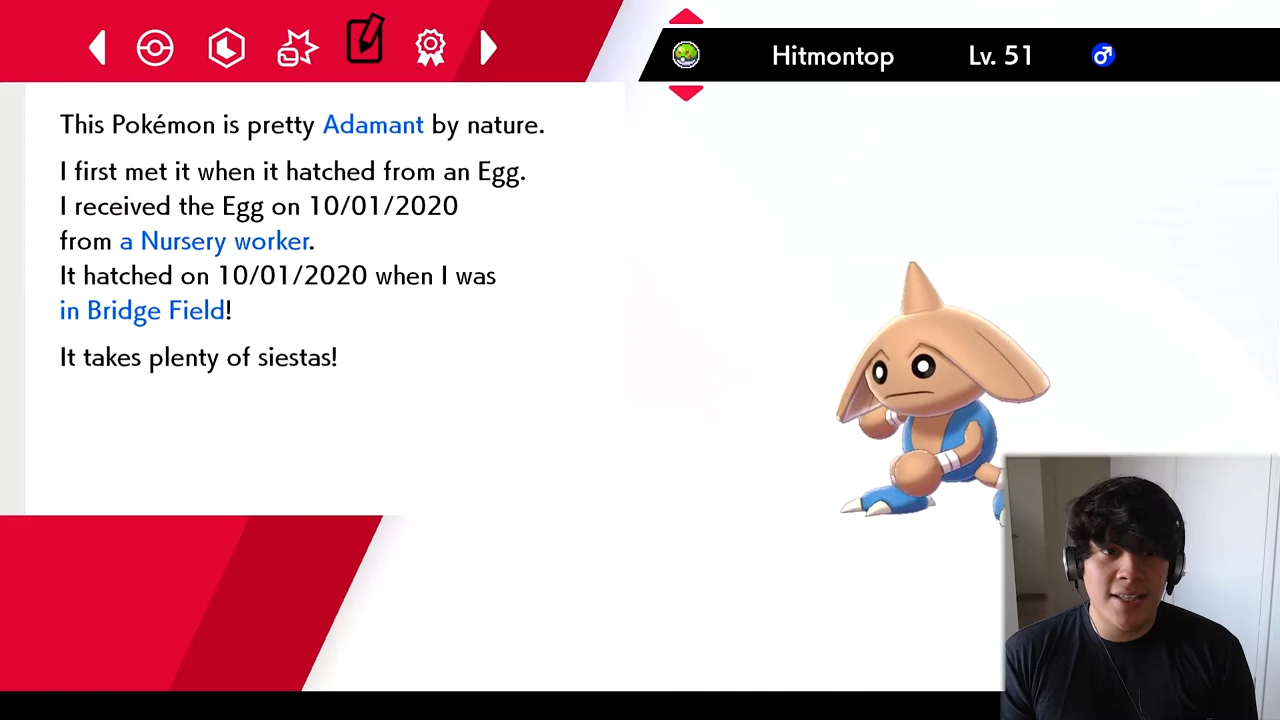 Hitmontop Lv. 51
This Pokémon is pretty Adamant by nature.
I first met it when it hatched from an Egg.
I received the Egg on 10/01/2020
from a Nursery worker.
It hatched on 10/01/2020 when I was
in Bridge Field!
It takes plenty of siestas!